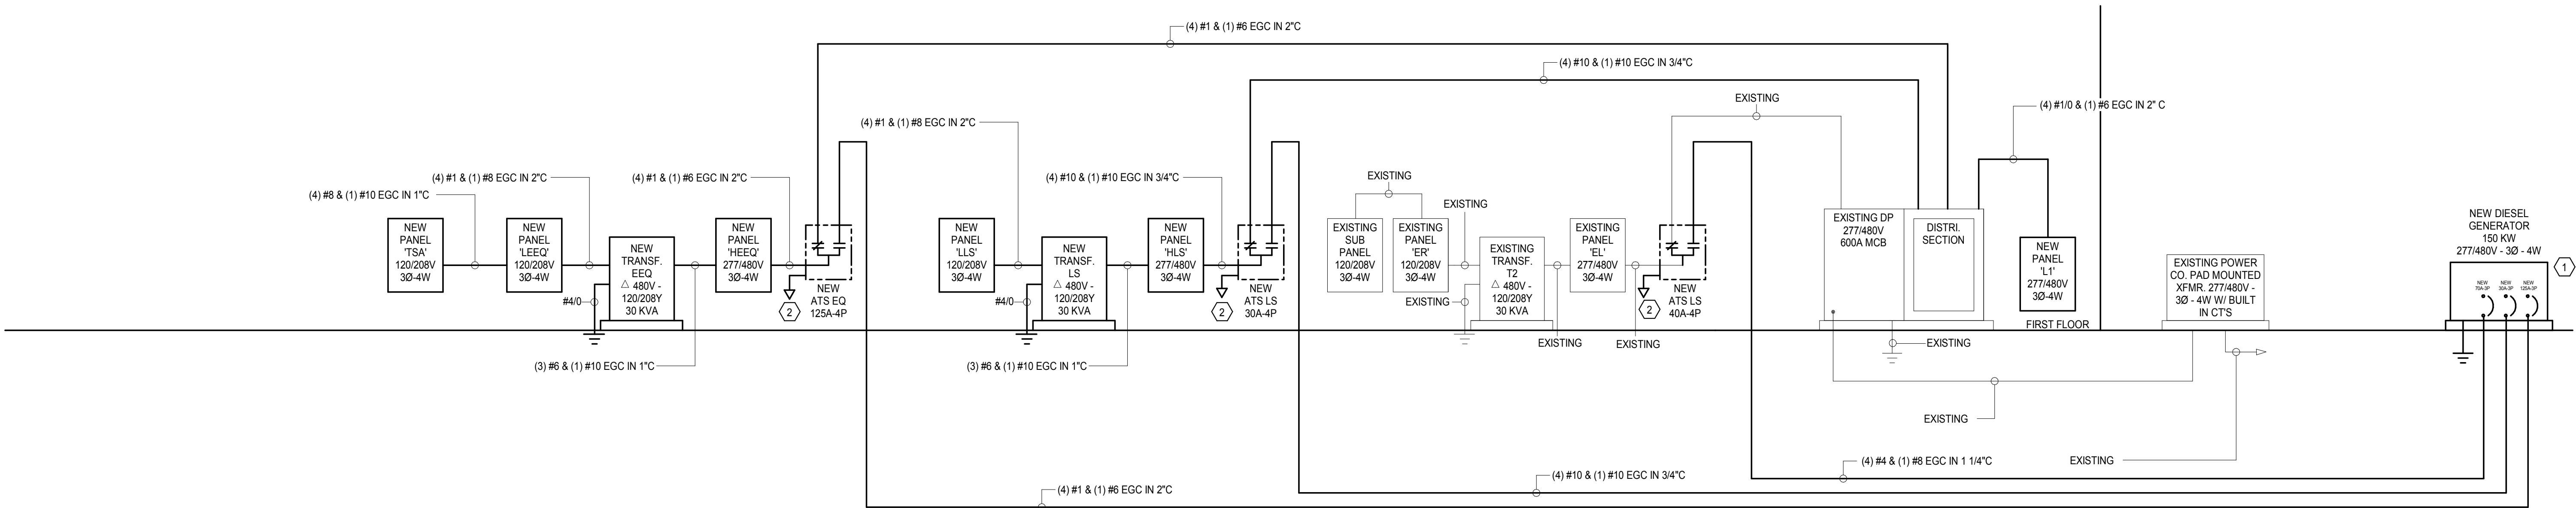 (4) #1 & (1) #6 EGC IN 2"C
(4) #10 & (1) #10 EGC IN 3/4"C
EXISTING
(4) #1/0 & (1) #6 EGC IN 2" C
(4) #1 & (1) #8 EGC IN 2"C
(4) #1 & (1) #8 EGC IN 2"C
(4) #1 & (1) #6 EGC IN 2"C
(4) #10 & (1) #10 EGC IN 3/4"C
EXISTING
(4) #8 & (1) #10 EGC IN 1"C
EXISTING
NEW
PANEL
'TSA'
120/208V
3Ø-4W
NEW
PANEL
'LEEQ'
120/208V
3Ø-4W
NEW
TRANSF.
EEQ
△ 480V -
120/208Y
30 KVA
#4/0
NEW
PANEL
'HEEQ'
277/480V
3Ø-4W
NEW
ATS EQ
125A-4P
2
NEW
PANEL
'LLS'
120/208V
3Ø-4W
NEW
TRANSF.
LS
△ 480V -
120/208Y
30 KVA
#4/0
NEW
PANEL
'HLS'
277/480V
3Ø-4W
NEW
ATS LS
30A-4P
2
EXISTING
SUB
PANEL
120/208V
3Ø-4W
EXISTING
PANEL
'ER'
120/208V
3Ø-4W
EXISTING
EXISTING
TRANSF.
T2
△ 480V -
120/208Y
30 KVA
EXISTING
PANEL
'EL'
277/480V
3Ø-4W
NEW
ATS LS
40A-4P
2
EXISTING DP
277/480V
600A MCB
DISTRI.
SECTION
NEW
PANEL
'L1'
277/480V
3Ø-4W
FIRST FLOOR
EXISTING POWER
CO. PAD MOUNTED
XFMR. 277/480V -
3Ø - 4W W/ BUILT
IN CT'S
NEW DIESEL
GENERATOR
150 KW
277/480V - 3Ø - 4W
NEW
70A-3P
NEW
30A-3P
NEW
125A-3P
1
EXISTING
EXISTING
EXISTING
(3) #6 & (1) #10 EGC IN 1"C
(3) #6 & (1) #10 EGC IN 1"C
EXISTING
(4) #4 & (1) #8 EGC IN 1 1/4"C
EXISTING
(4) #10 & (1) #10 EGC IN 3/4"C
(4) #1 & (1) #6 EGC IN 2"C